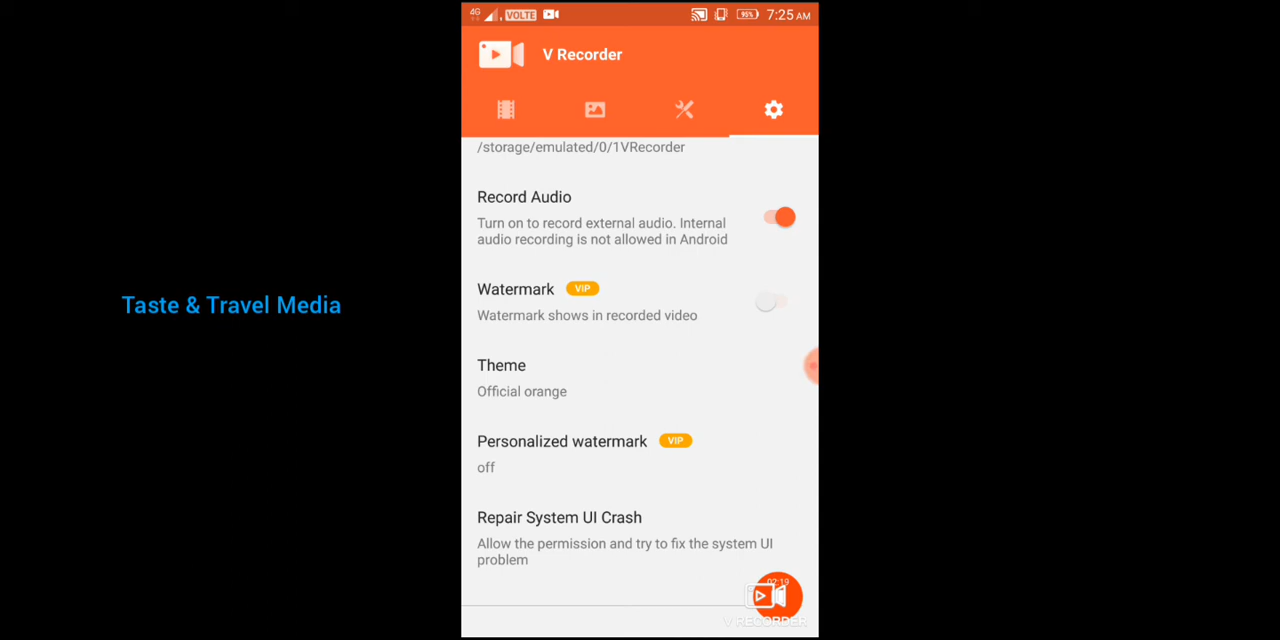 4G VOLTE 95% 7:25 AM
V Recorder
/storage/emulated/0/1VRecorder
Record Audio
Turn on to record external audio. Internal
audio recording is not allowed in Android
Watermark VIP
Watermark shows in recorded video
Taste & Travel Media
Theme
Official orange
Personalized watermark VIP
off
Repair System UI Crash
Allow the permission and try to fix the system UI
problem
02:19
V RECORDER